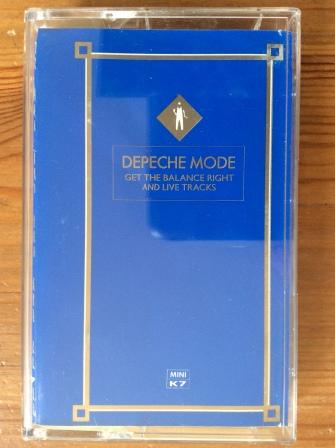 DEPECHE MODE
GET THE BALANCE RIGHT
AND LIVE TRACKS
MINI
K7